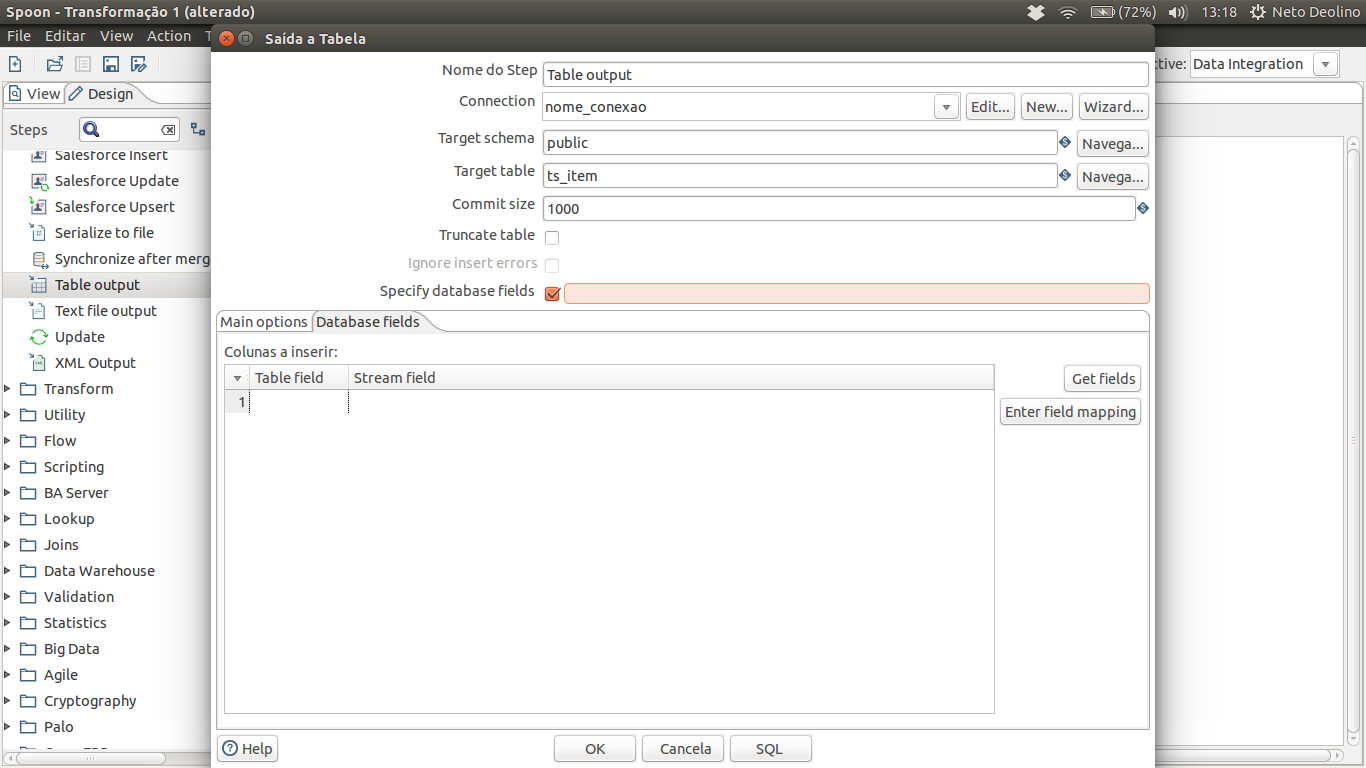 Spoon - Transformação 1 (alterado)
(72%) 13:18 Neto Deolino
File Editar View Action
Saída a Tabela
Data Integration
View Design
Steps
Salesforce Insert
Salesforce Update
Salesforce Upsert
Serialize to file
Synchronize after merg
Table output
Text file output
Update
XML Output
Transform
Utility
Flow
Scripting
BA Server
Lookup
Joins
Data Warehouse
Validation
Statistics
Big Data
Agile
Cryptography
Palo
Nome do Step Table output
Connection nome_conexao Edit... New... Wizard...
Target schema public Navega...
Target table ts_item Navega...
Commit size 1000
Truncate table
Ignore insert errors
Specify database fields
Main options Database fields
Colunas a inserir:
Table field Stream field
1
Get fields
Enter field mapping
Help OK Cancela SQL